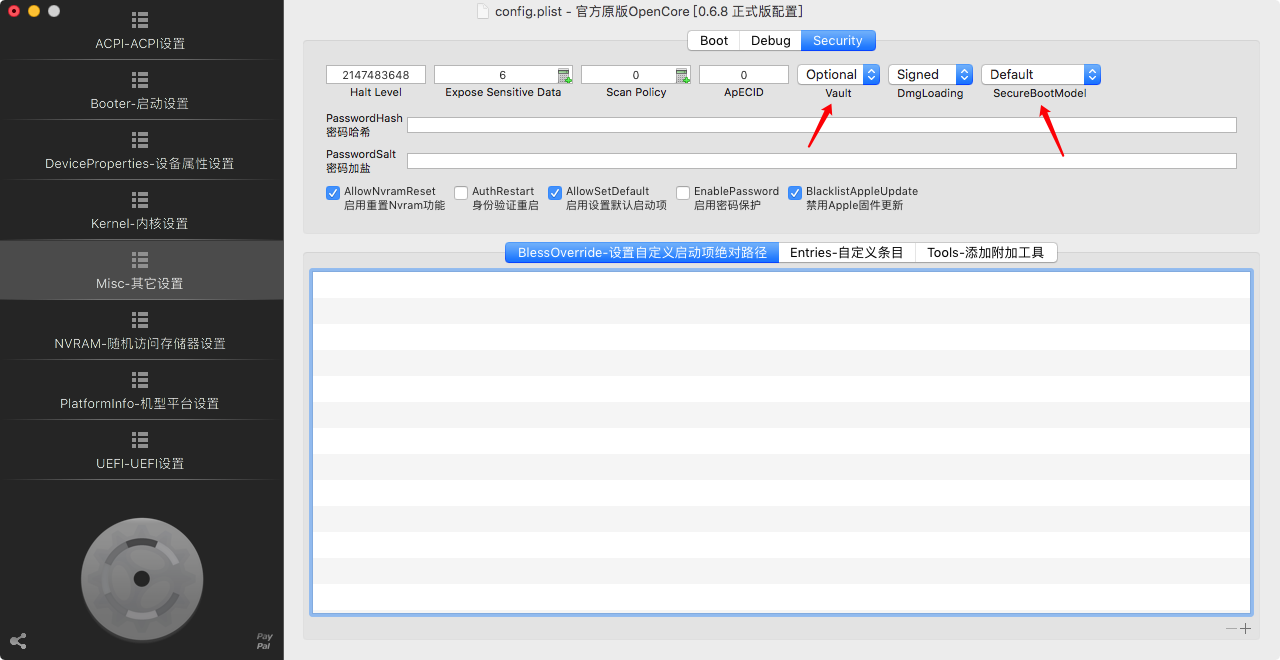 config.plist - 官方原版OpenCore [0.6.8 正式版配置]
ACPI-ACPI设置
Booter-启动设置
DeviceProperties-设备属性设置
Kernel-内核设置
Misc-其它设置
NVRAM-随机访问存储器设置
PlatformInfo-机型平台设置
UEFI-UEFI设置
Pay
Pal
Boot Debug Security
2147483648 6 0 0 Optional Signed Default
Halt Level Expose Sensitive Data Scan Policy ApECID Vault DmgLoading SecureBootModel
PasswordHash
密码哈希
PasswordSalt
密码加盐
AllowNvramReset AuthRestart AllowSetDefault EnablePassword BlacklistAppleUpdate
启用重置Nvram功能 身份验证重启 启用设置默认启动项 启用密码保护 禁用Apple固件更新
BlessOverride-设置自定义启动项绝对路径 Entries-自定义条目 Tools-添加附加工具